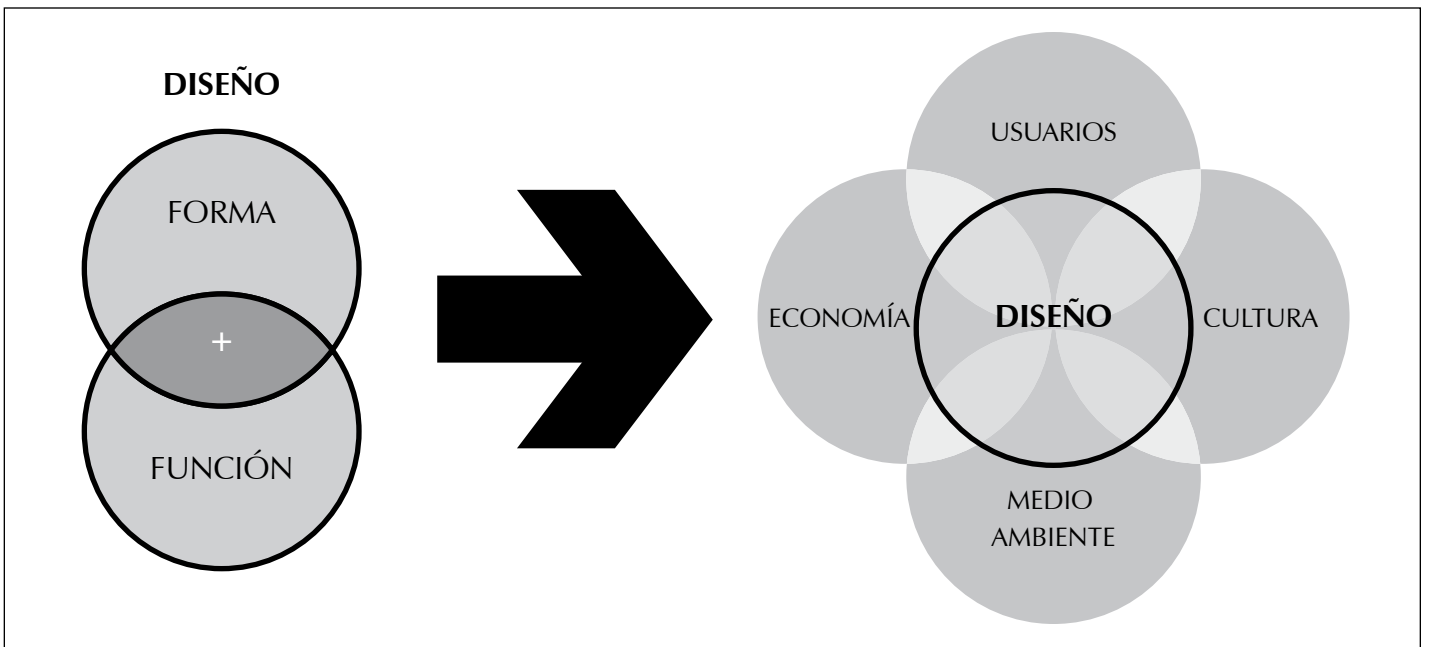 DISEÑO
FORMA
+
FUNCIÓN
USUARIOS
ECONOMÍA
DISEÑO
CULTURA
MEDIO
AMBIENTE